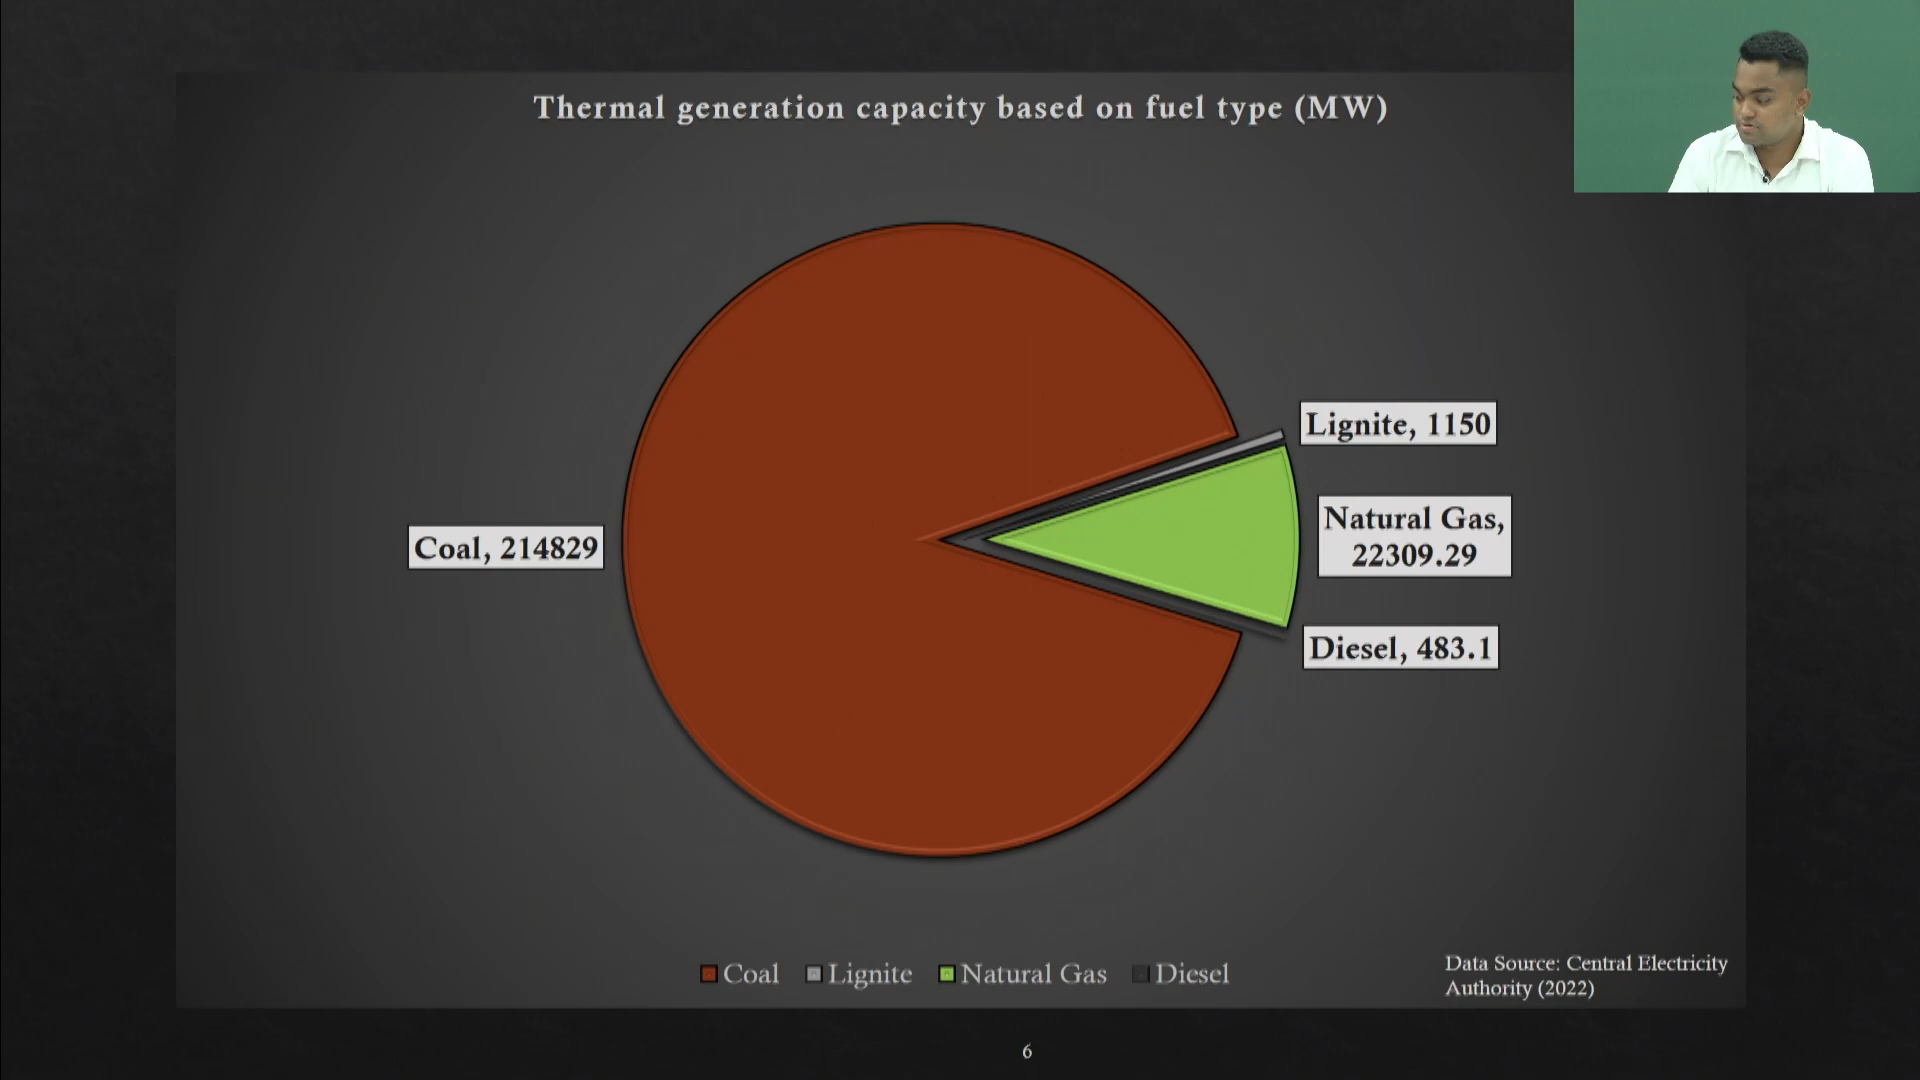 Thermal generation capacity based on fuel type (MW)
Lignite, 1150
Natural Gas,
22309.29
Coal, 214829
Diesel, 483.1
Coal Lignite Natural Gas Diesel
Data Source: Central Electricity
Authority (2022)
6